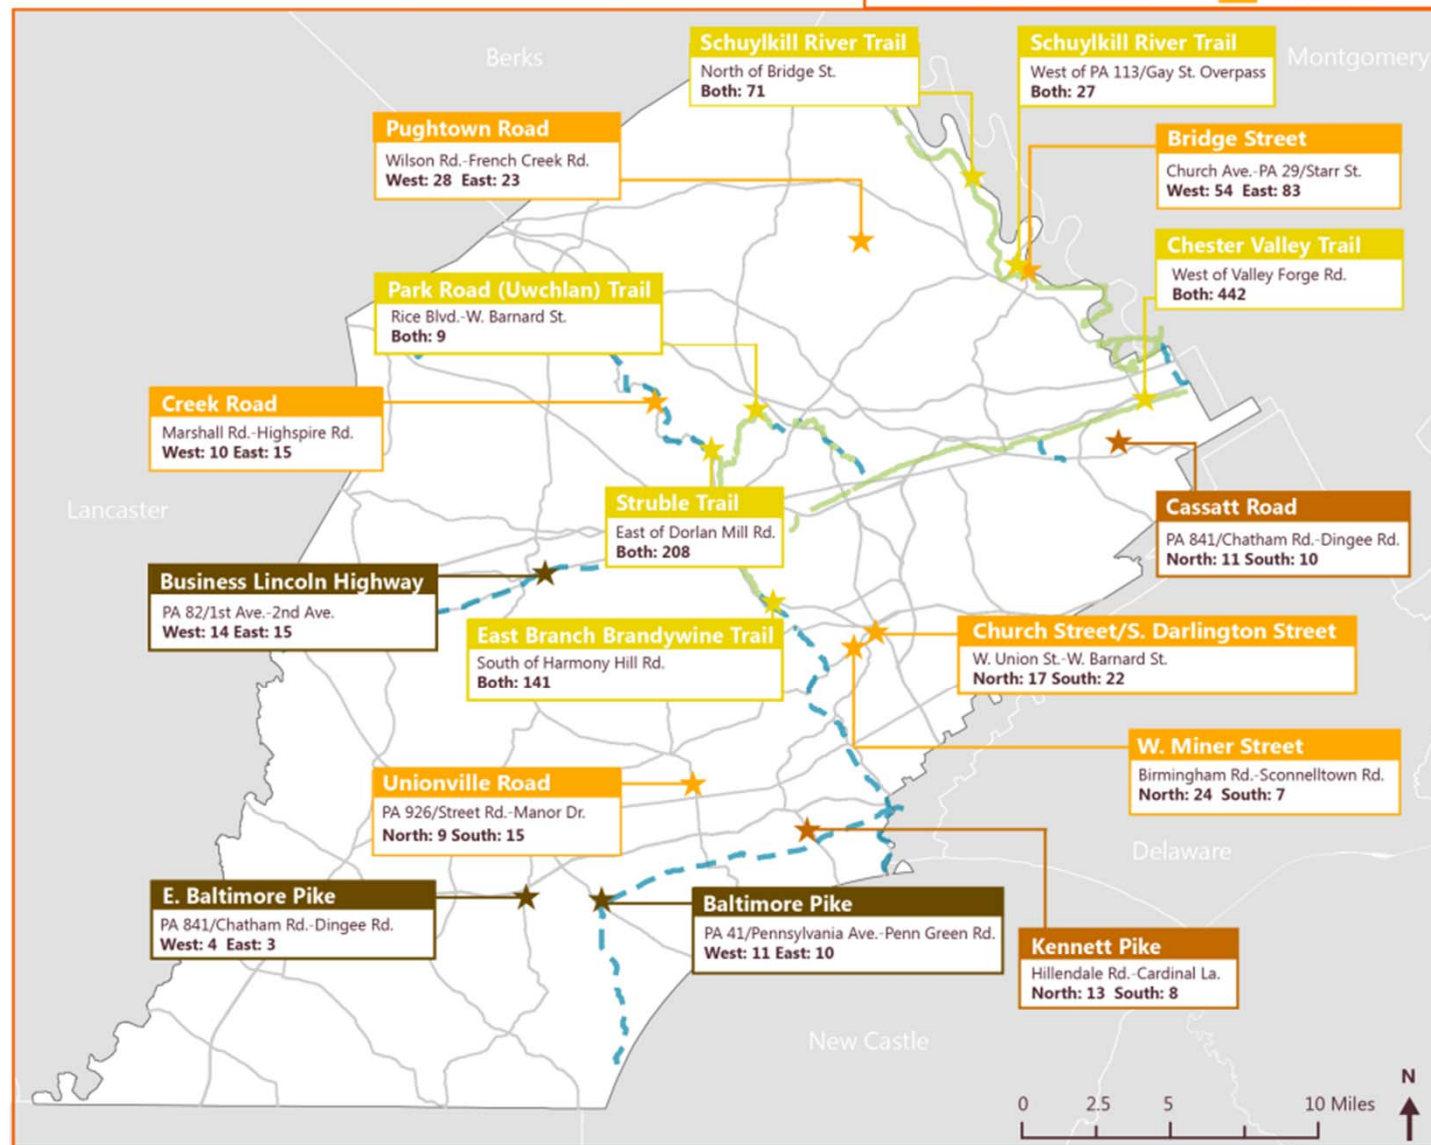 Berks
Montgomery
Schuylkill River Trail
North of Bridge St.
Both: 71
Schuylkill River Trail
West of PA 113/Gay St. Overpass
Both: 27
Pughtown Road
Wilson Rd.-French Creek Rd.
West: 28 East: 23
Bridge Street
Church Ave.-PA 29/Starr St.
West: 54 East: 83
Chester Valley Trail
West of Valley Forge Rd.
Both: 442
Park Road (Uwchlan) Trail
Rice Blvd.-W. Barnard St.
Both: 9
Creek Road
Marshall Rd.-Highspire Rd.
West: 10 East: 15
Lancaster
Struble Trail
East of Dorlan Mill Rd.
Both: 208
Cassatt Road
PA 841/Chatham Rd.-Dingee Rd.
North: 11 South: 10
Business Lincoln Highway
PA 82/1st Ave.-2nd Ave.
West: 14 East: 15
East Branch Brandywine Trail
South of Harmony Hill Rd.
Both: 141
Church Street/S. Darlington Street
W. Union St.-W. Barnard St.
North: 17 South: 22
W. Miner Street
Birmingham Rd.-Sconnelltown Rd.
North: 24 South: 7
Unionville Road
PA 926/Street Rd.-Manor Dr.
North: 9 South: 15
Delaware
E. Baltimore Pike
PA 841/Chatham Rd.-Dingee Rd.
West: 4 East: 3
Baltimore Pike
PA 41/Pennsylvania Ave.-Penn Green Rd.
West: 11 East: 10
Kennett Pike
Hillendale Rd.-Cardinal La.
North: 13 South: 8
New Castle
N
0 2.5 5 10 Miles